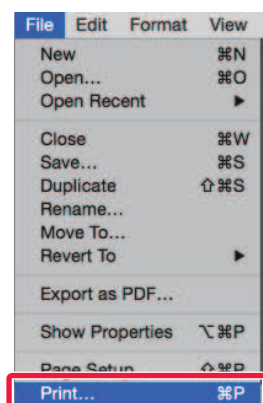 File Edit Format View
New ⌘N
Open... ⌘O
Open Recent ▶
Close ⌘W
Save... ⌘S
Duplicate ⇧⌘S
Rename...
Move To...
Revert To ▶
Export as PDF...
Show Properties ⌥⌘P
Page Setup ⇧⌘P
Print... ⌘P